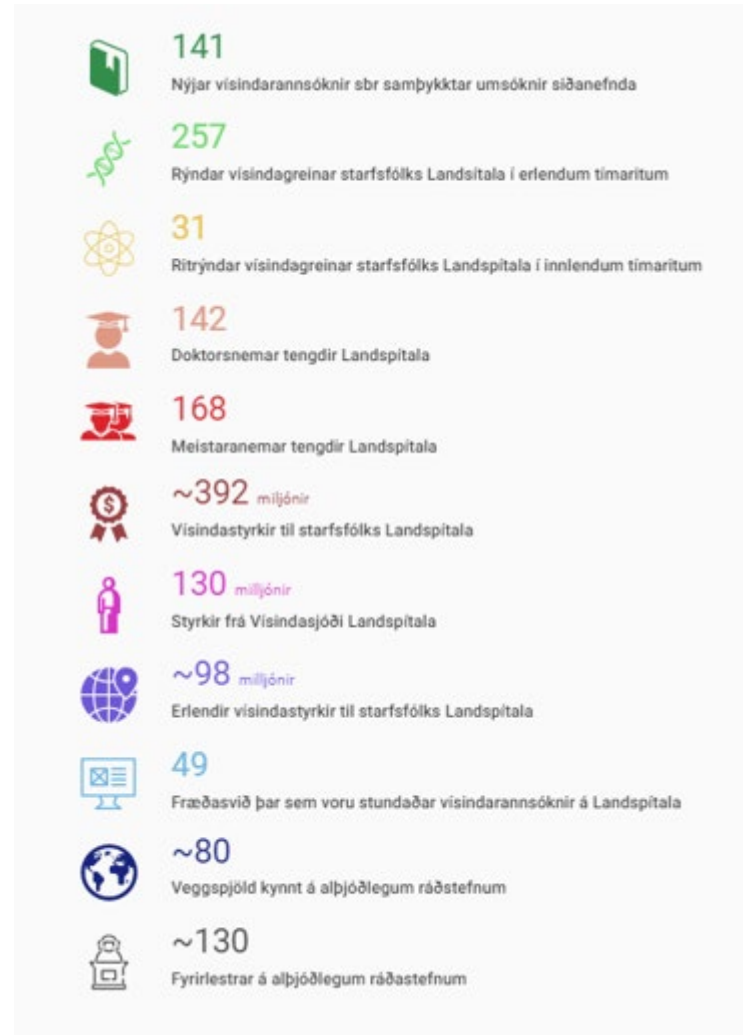 141
Nýjar vísindarannsóknir sbr samþykktar umsóknir siðanefnda
257
Rýndar vísindagreinar starfsfólks Landsítala í erlendum tímaritum
31
Ritrýndar vísindagreinar starfsfólks Landspítala í innlendum tímaritum
142
Doktorsnemar tengdir Landspítala
168
Meistaranemar tengdir Landspítala
~392 miljónir
Vísindastyrkir til starfsfólks Landspítala
130 milljónir
Styrkir frá Vísindasjóði Landspítala
~98 milljónir
Erlendir vísindastyrkir til starfsfólks Landspítala
49
Fræðasvið þar sem voru stundaðar vísindarannsóknir á Landspítala
~80
Veggspjöld kynnt á alþjóðlegum ráðstefnum
~130
Fyrirlestrar á alþjóðlegum ráðastefnum